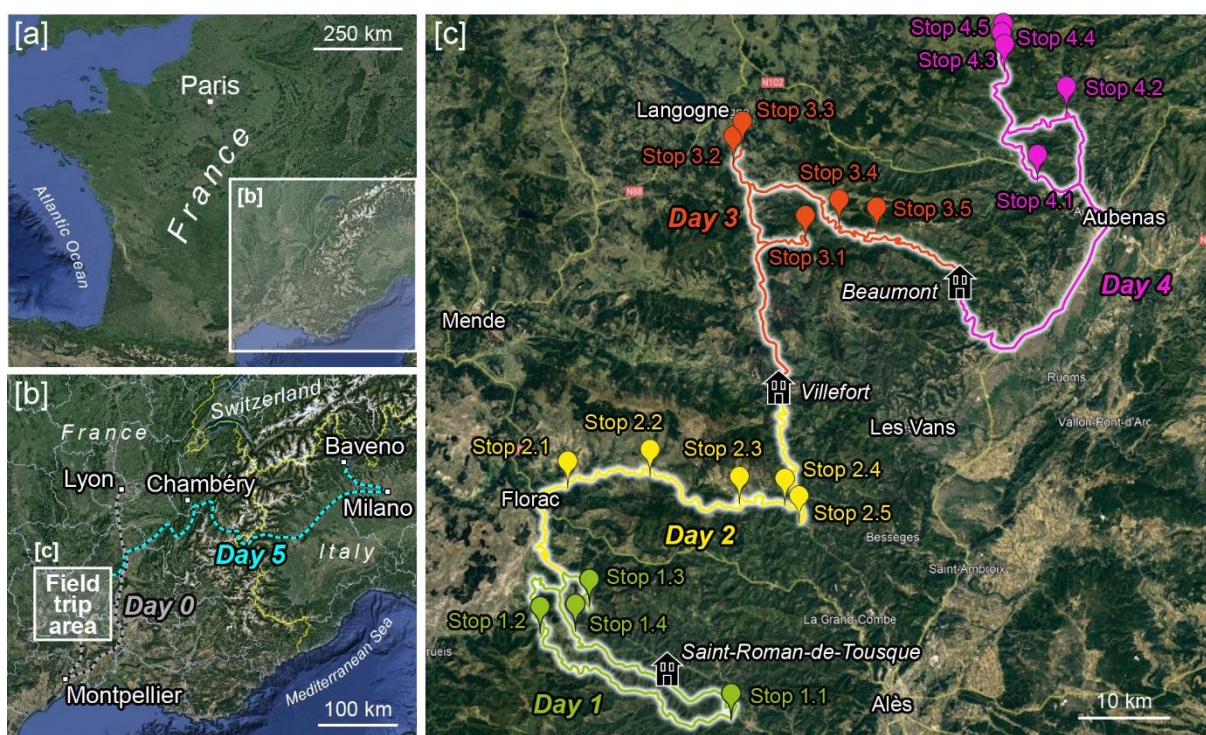 [a]
250 km
Paris
France
Atlantic Ocean
[b]
[b]
Switzerland
France
Baveno
Lyon
Chambéry
Milano
Day 5
Italy
[c]
Field
trip
area
Day 0
Montpellier
Mediterranean Sea
100 km
[c]
Stop 4.5
Stop 4.4
Stop 4.3
N102
Stop 4.2
Langogne
Stop 3.3
Stop 3.2
Stop 3.4
Stop 4.1
N88
Day 3
Stop 3.5
Aubenas
Stop 3.1
Beaumont
Day 4
Mende
Ruoms
Villefort
Les Vans
Vallon-Pont-d'Arc
Stop 2.2
Stop 2.1
Stop 2.3
Stop 2.4
Florac
Stop 2.5
Day 2
Bessèges
Saint-Ambroix
Stop 1.3
Stop 1.2
Stop 1.4
La Grand-Combe
Saint-Roman-de-Tousque
Stop 1.1
Day 1
Alès
10 km